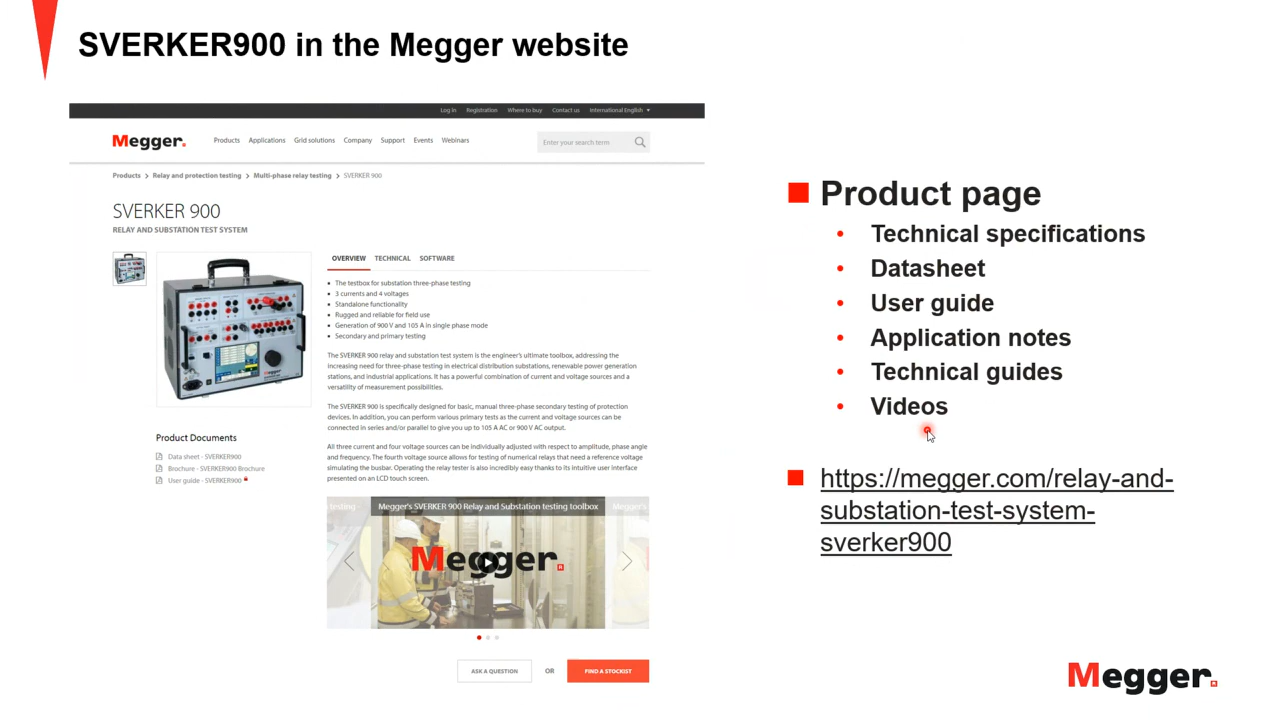 SVERKER900 in the Megger website
Log in Registration Where to buy Contact us International English
Megger.
Products Applications Grid solutions Company Support Events Webinars
Enter your search term
Products > Relay and protection testing > Multi-phase relay testing > SVERKER 900
SVERKER 900
RELAY AND SUBSTATION TEST SYSTEM
OVERVIEW TECHNICAL SOFTWARE
The testbox for substation three-phase testing
3 currents and 4 voltages
Standalone functionality
Rugged and reliable for field use
Generation of 900 V and 105 A in single phase mode
Secondary and primary testing
The SVERKER 900 relay and substation test system is the engineer's ultimate toolbox, addressing the
increasing need for three-phase testing in electrical distribution substations, renewable power generation
stations, and industrial applications. It has a powerful combination of current and voltage sources and a
versatility of measurement possibilities.
The SVERKER 900 is specifically designed for basic, manual three-phase secondary testing of protection
devices. In addition, you can perform various primary tests as the current and voltage sources can be
connected in series and/or parallel to give you up to 105 A AC or 900 V AC output.
All three current and four voltage sources can be individually adjusted with respect to amplitude, phase angle
and frequency. The fourth voltage source allows for testing of numerical relays that need a reference voltage
simulating the busbar. Operating the relay tester is also incredibly easy thanks to its intuitive user interface
presented on an LCD touch screen.
Product Documents
Data sheet - SVERKER900
Brochure - SVERKER900 Brochure
User guide - SVERKER900
testing -
Megger's SVERKER 900 Relay and Substation testing toolbox
Megger's
Megger.
ASK A QUESTION OR FIND A STOCKIST
Product page
Technical specifications
Datasheet
User guide
Application notes
Technical guides
Videos
https://megger.com/relay-and-
substation-test-system-
sverker900
Megger.